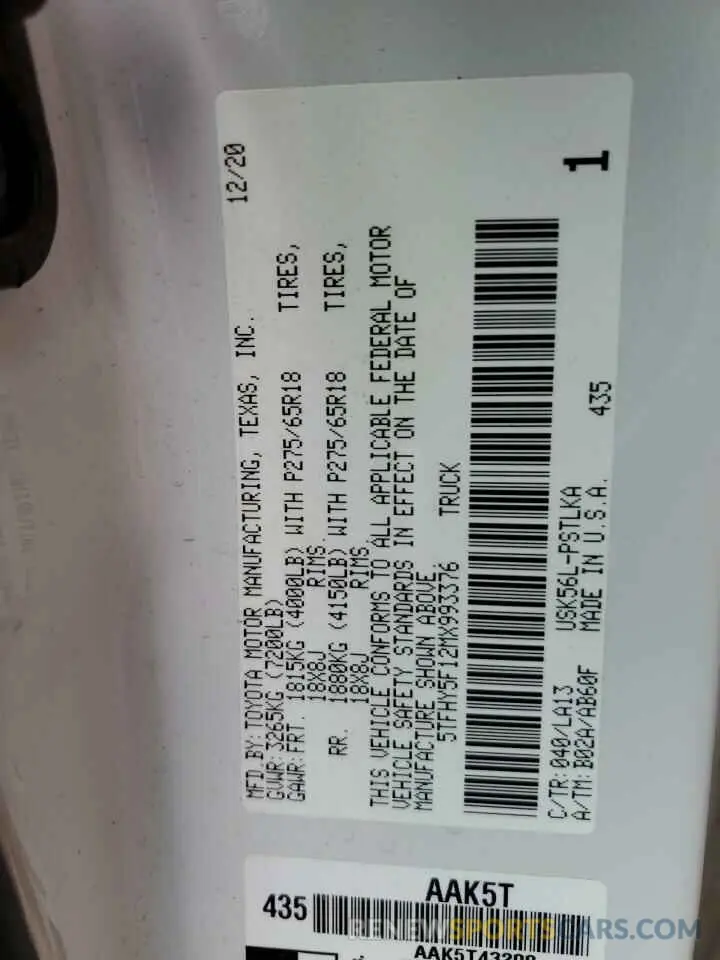 MFD.BY:TOYOTA MOTOR MANUFACTURING, TEXAS, INC. 12/20
GVWR:3265KG (7200LB)
GAWR:FRT. 1815KG (4000LB) WITH P275/65R18 TIRES,
18X8J RIMS.
RR. 1880KG (4150LB) WITH P275/65R18 TIRES,
18X8J RIMS.
THIS VEHICLE CONFORMS TO ALL APPLICABLE FEDERAL MOTOR
VEHICLE SAFETY STANDARDS IN EFFECT ON THE DATE OF
MANUFACTURE SHOWN ABOVE.
5TFHY5F12MX993376 TRUCK
1
C/TR:040/LA13 USK56L-PSTLKA 435
A/TM:B02A/AB60F MADE IN U.S.A.
AAK5T
435
RENEWSPORTSCARS.COM